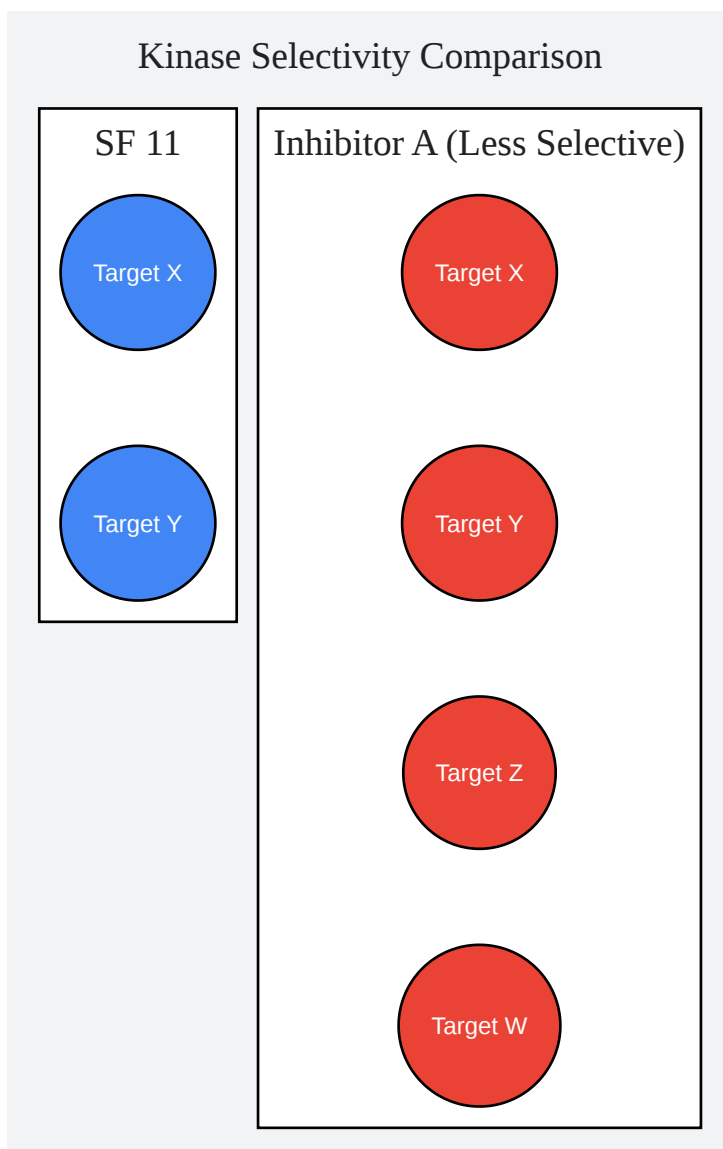 Kinase Selectivity Comparison
SF 11
Target X
Target Y
Inhibitor A (Less Selective)
Target X
Target Y
Target Z
Target W